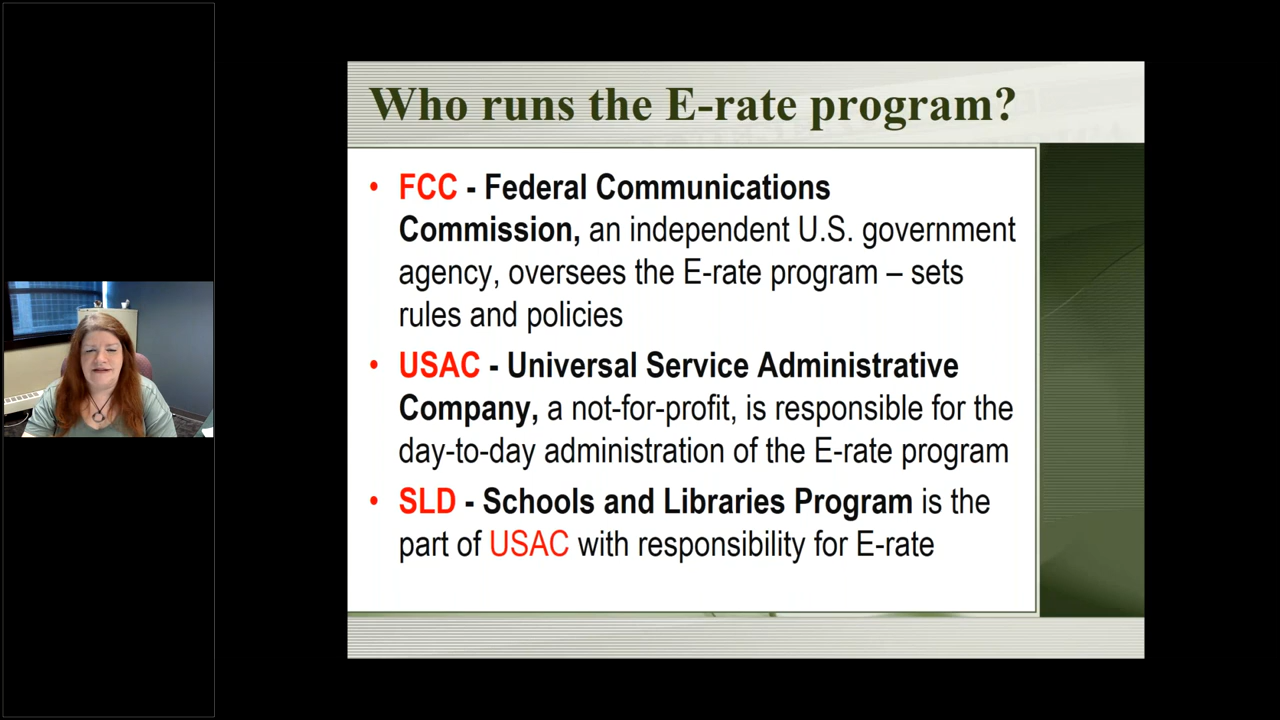 Who runs the E-rate program?
• FCC - Federal Communications
Commission, an independent U.S. government
agency, oversees the E-rate program – sets
rules and policies
• USAC - Universal Service Administrative
Company, a not-for-profit, is responsible for the
day-to-day administration of the E-rate program
• SLD - Schools and Libraries Program is the
part of USAC with responsibility for E-rate